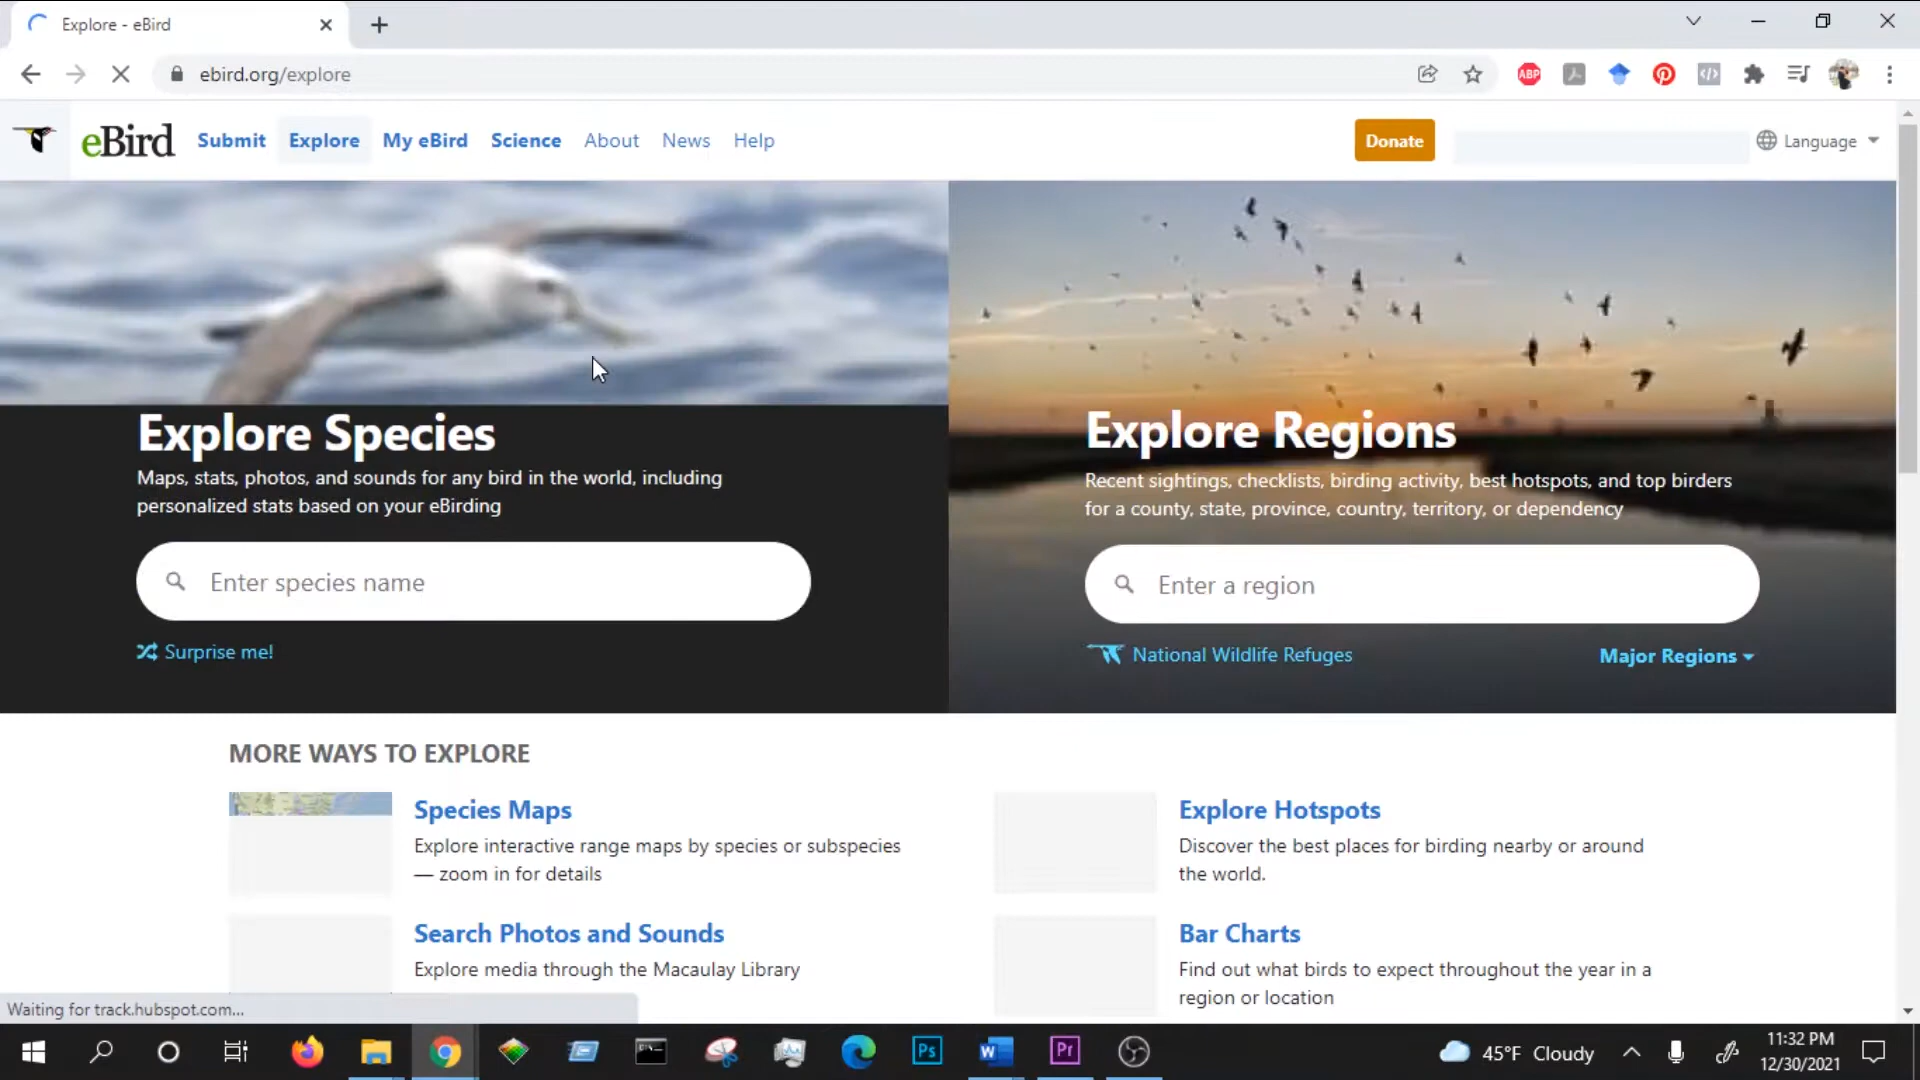 Explore - eBird
ebird.org/explore
ABP
eBird Submit Explore My eBird Science About News Help Donate Language
Explore Species
Maps, stats, photos, and sounds for any bird in the world, including
personalized stats based on your eBirding
Enter species name
Surprise me!
Explore Regions
Recent sightings, checklists, birding activity, best hotspots, and top birders
for a county, state, province, country, territory, or dependency
Enter a region
National Wildlife Refuges
Major Regions
MORE WAYS TO EXPLORE
Species Maps
Explore interactive range maps by species or subspecies
— zoom in for details
Explore Hotspots
Discover the best places for birding nearby or around
the world.
Search Photos and Sounds
Explore media through the Macaulay Library
Bar Charts
Find out what birds to expect throughout the year in a
region or location
Waiting for track.hubspot.com...
Ps
W
Pr
45°F Cloudy
11:32 PM
12/30/2021